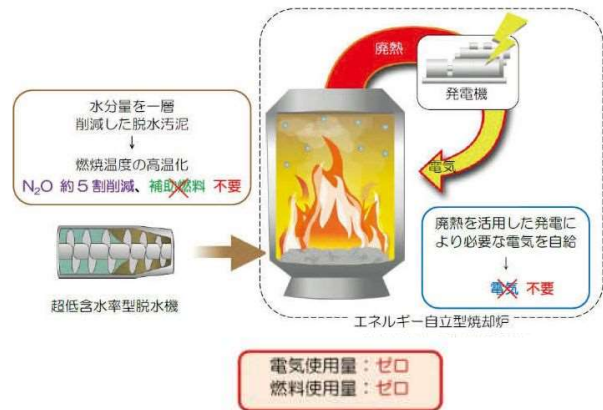 廃熱
発電機
電気
水分量を一層
削減した脱水汚泥
↓
燃焼温度の高温化
N₂O 約5割削減、補助燃料 不要
超低含水率型脱水機
廃熱を活用した発電に
より必要な電気を自給
↓
電気 不要
エネルギー自立型焼却炉
電気使用量：ゼロ
燃料使用量：ゼロ